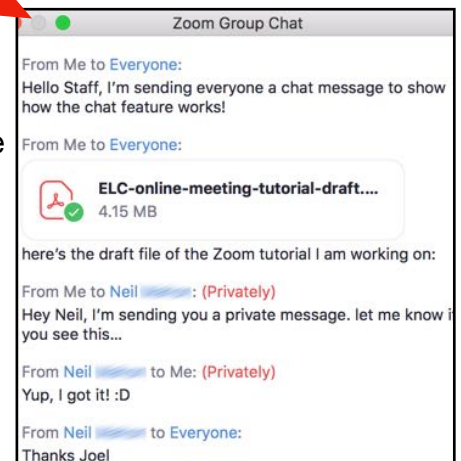 Zoom Group Chat
From Me to Everyone:
Hello Staff, I'm sending everyone a chat message to show
how the chat feature works!
e
From Me to Everyone:
ELC-online-meeting-tutorial-draft....
4.15 MB
here's the draft file of the Zoom tutorial I am working on:
From Me to Neil : (Privately)
Hey Neil, I'm sending you a private message. let me know i
you see this...
From Neil to Me: (Privately)
Yup, I got it! :D
From Neil to Everyone:
Thanks Joel